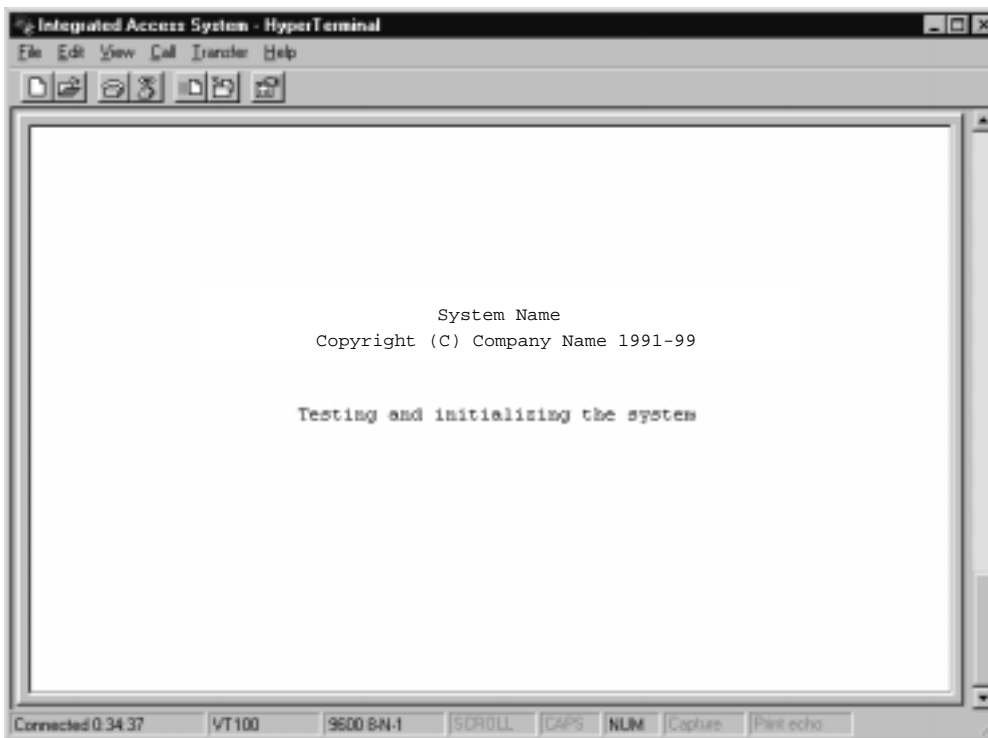 Integrated Access System - HyperTerminal
File Edit View Call Transfer Help
System Name
Copyright (C) Company Name 1991-99
Testing and initializing the system
Connected 0:34:37 VT100 9600 8-N-1 SCROLL CAPS NUM Capture Print echo